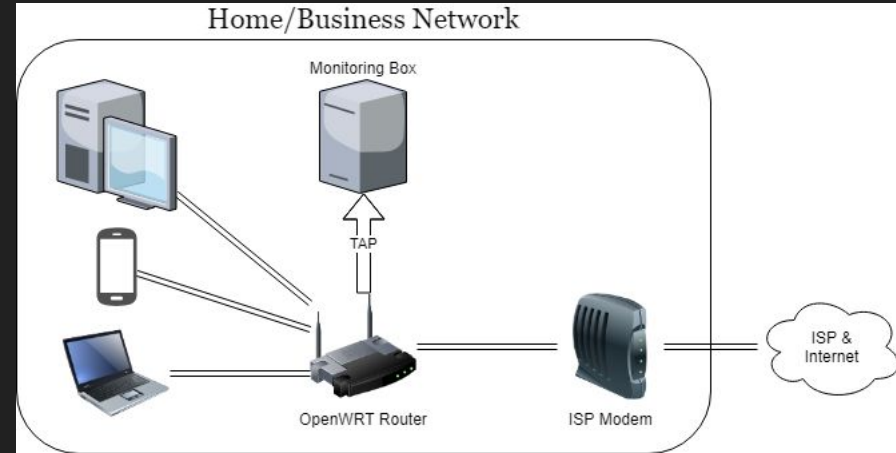 Home/Business Network
Monitoring Box
TAP
ISP &
Internet
OpenWRT Router
ISP Modem